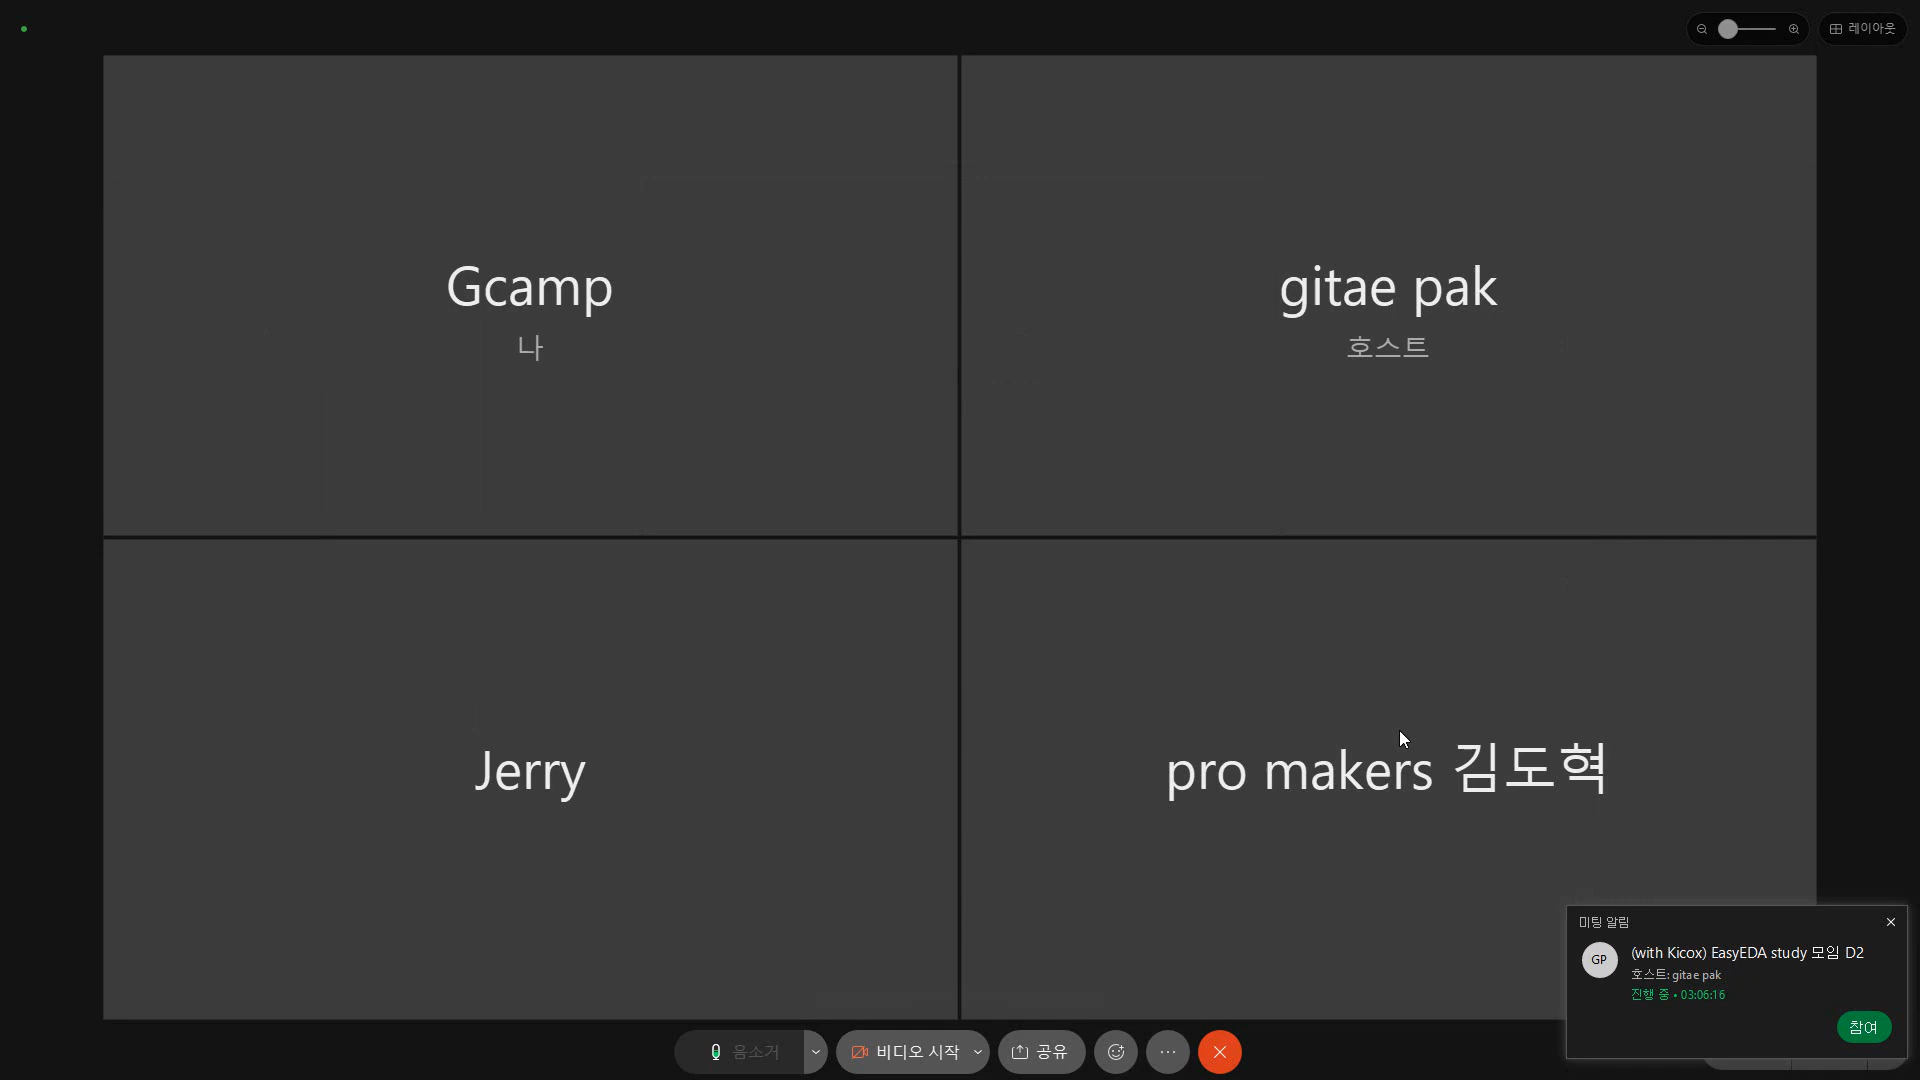 레이아웃
Gcamp
나
gitae pak
호스트
Jerry
pro makers 김도혁
미팅 알림
GP
(with Kicox) EasyEDA study 모임 D2
호스트: gitae pak
진행 중 • 03:06:16
참여
음소거
비디오 시작
공유